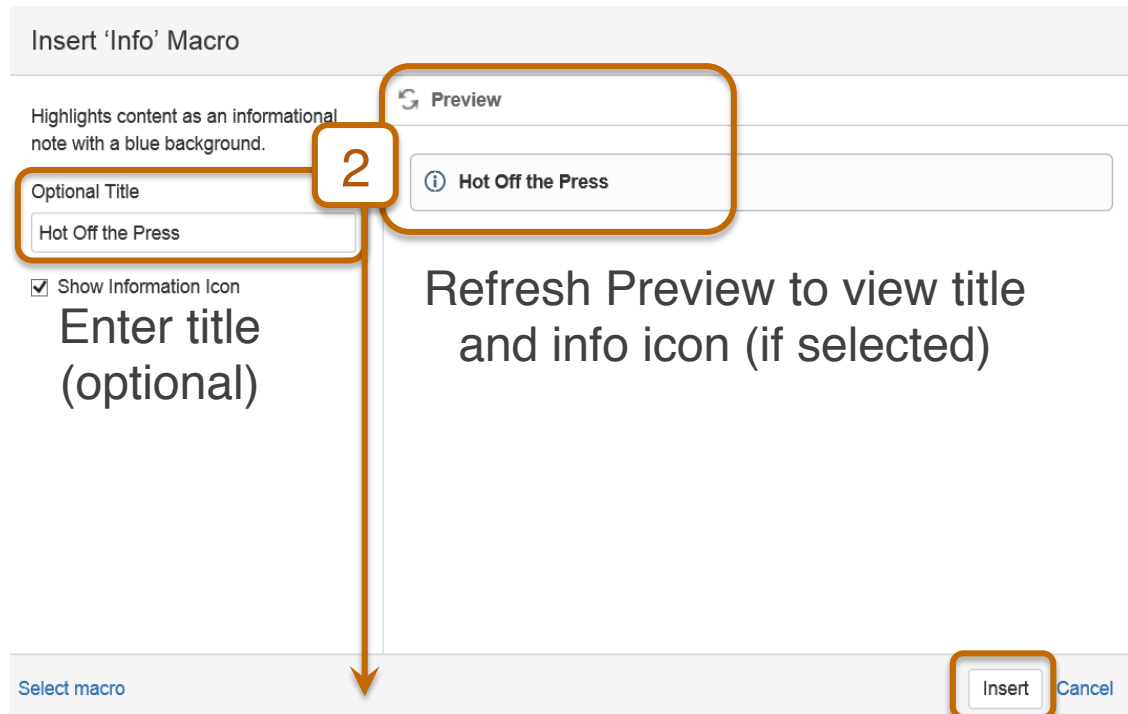 Insert ‘Info’ Macro
Highlights content as an informational
note with a blue background.
2
Optional Title
Hot Off the Press
Show Information Icon
Enter title
(optional)
Preview
Hot Off the Press
Refresh Preview to view title
and info icon (if selected)
Select macro
Insert
Cancel